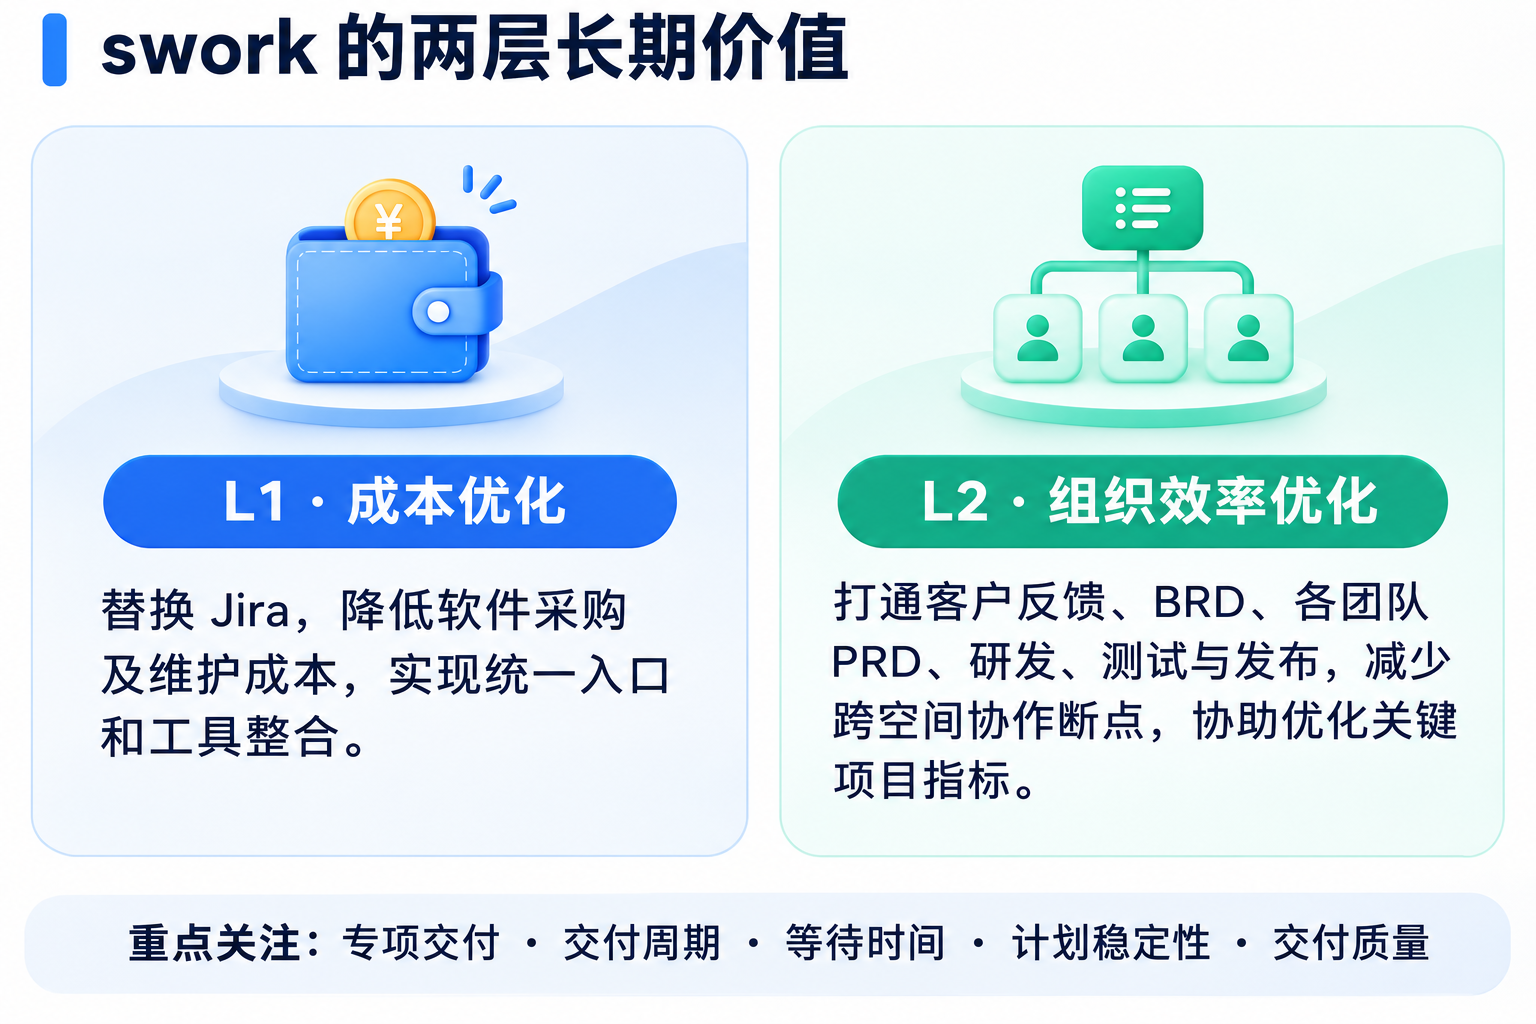 swork 的两层长期价值
¥
L1 · 成本优化
替换 Jira，降低软件采购
及维护成本，实现统一入口
和工具整合。
L2 · 组织效率优化
打通客户反馈、BRD、各团队
PRD、研发、测试与发布，减少
跨空间协作断点，协助优化关键
项目指标。
重点关注：专项交付 · 交付周期 · 等待时间 · 计划稳定性 · 交付质量